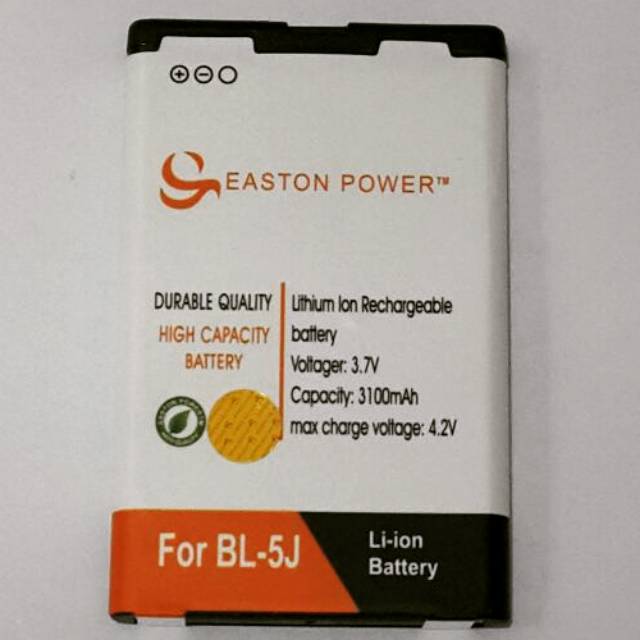 EASTON POWER™
DURABLE QUALITY
HIGH CAPACITY
BATTERY
Lithium Ion Rechargeable
battery
Voltager: 3.7V
Capacity: 3100mAh
max charge voltage: 4.2V
For BL-5J
Li-ion
Battery